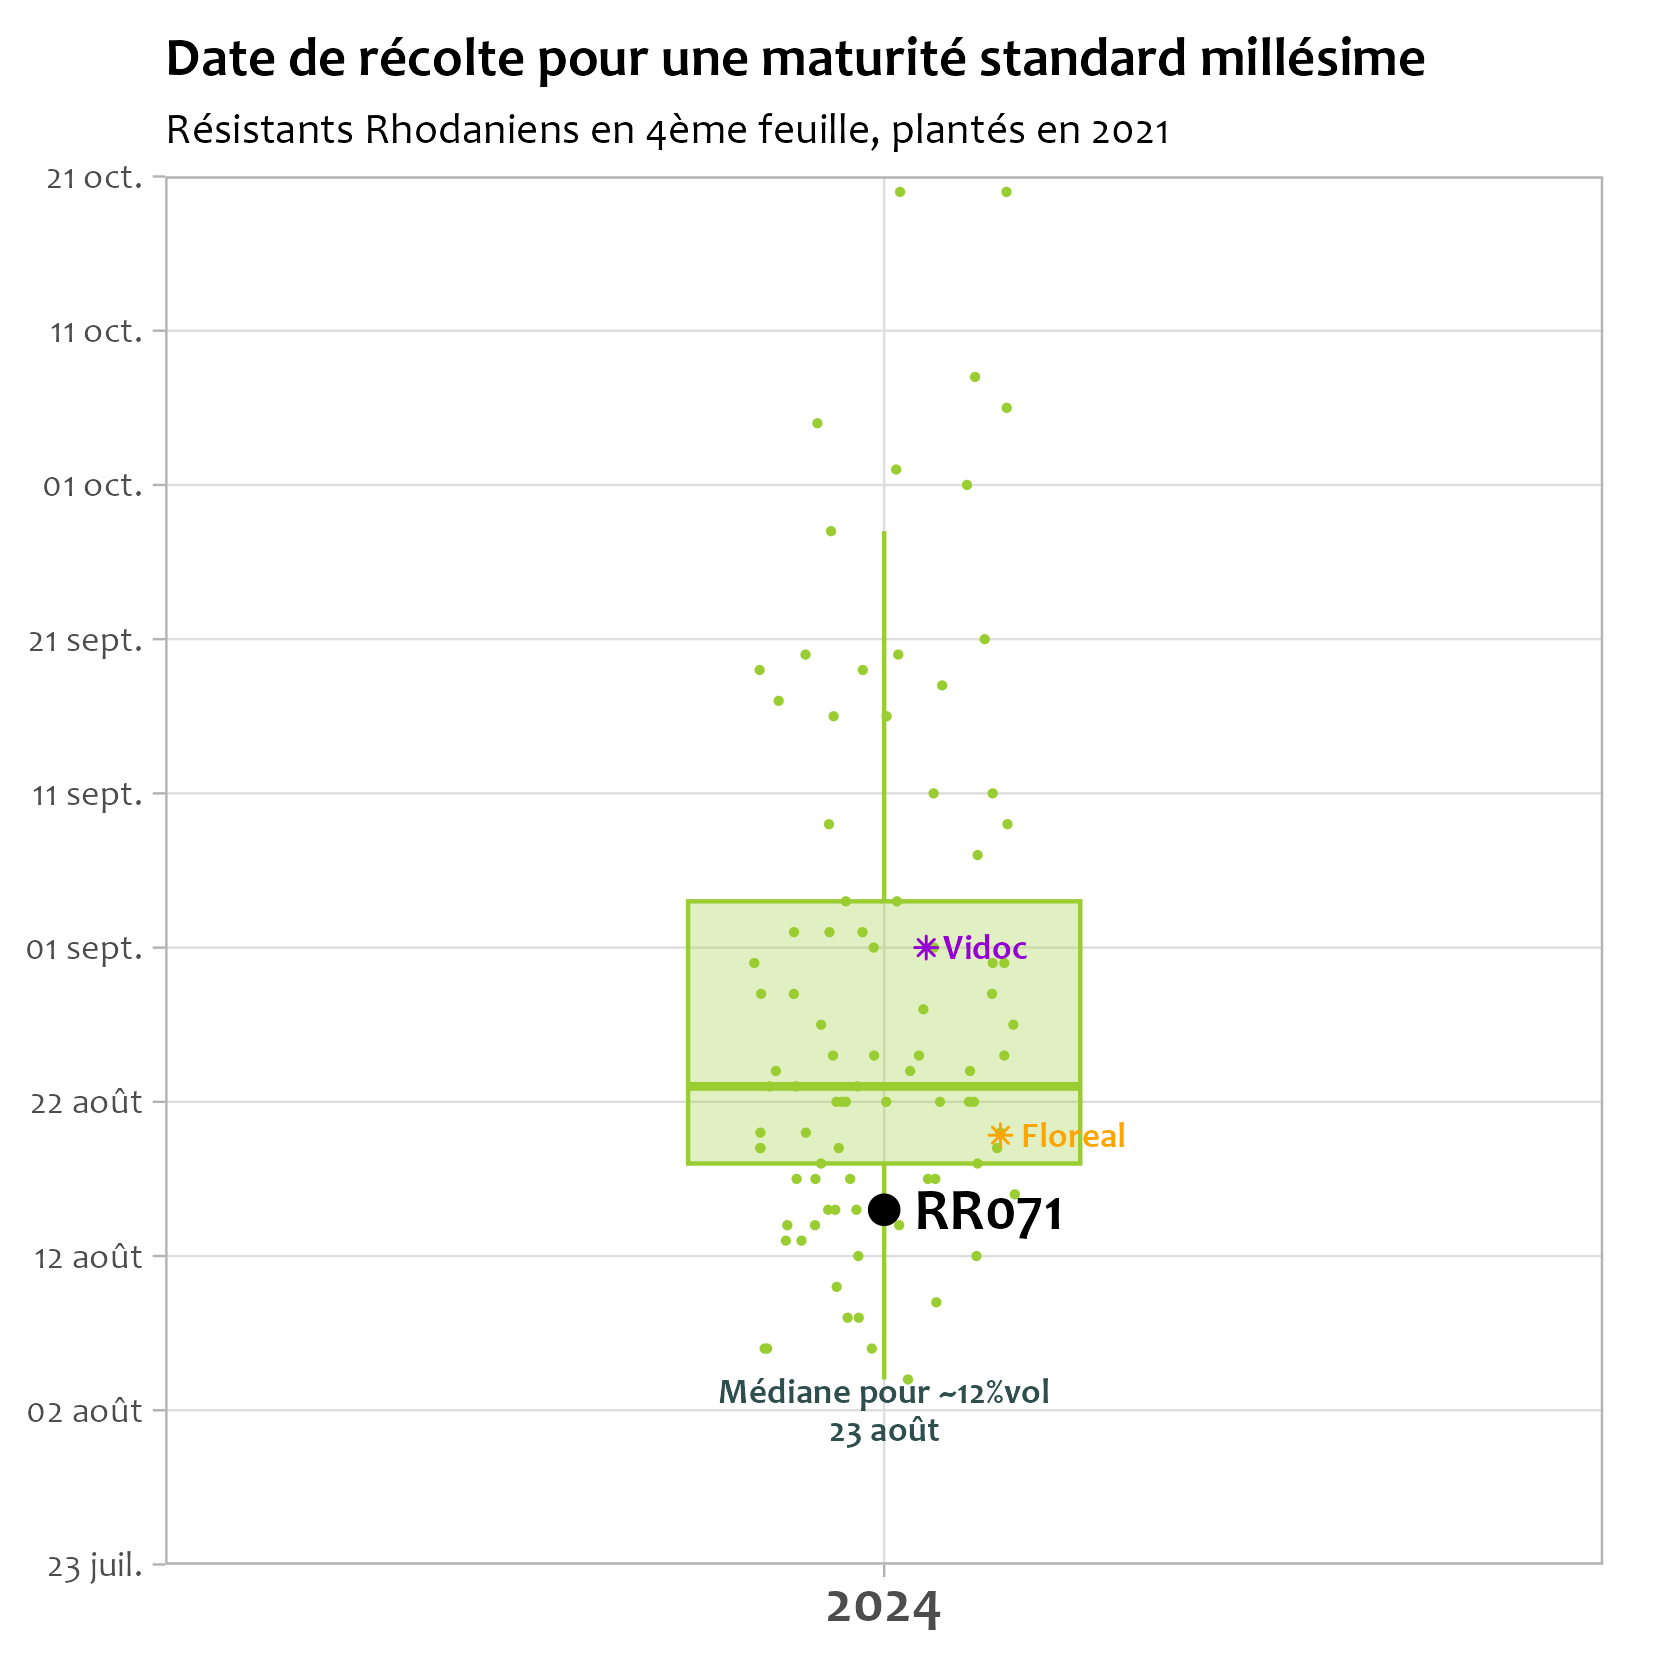 Date de récolte pour une maturité standard millésime
Résistants Rhodaniens en 4ème feuille, plantés en 2021
21 oct.
11 oct.
01 oct.
21 sept.
11 sept.
01 sept.
22 août
12 août
02 août
23 juil.
Vidoc
Floreal
RR071
Médiane pour ~12%vol
23 août
2024